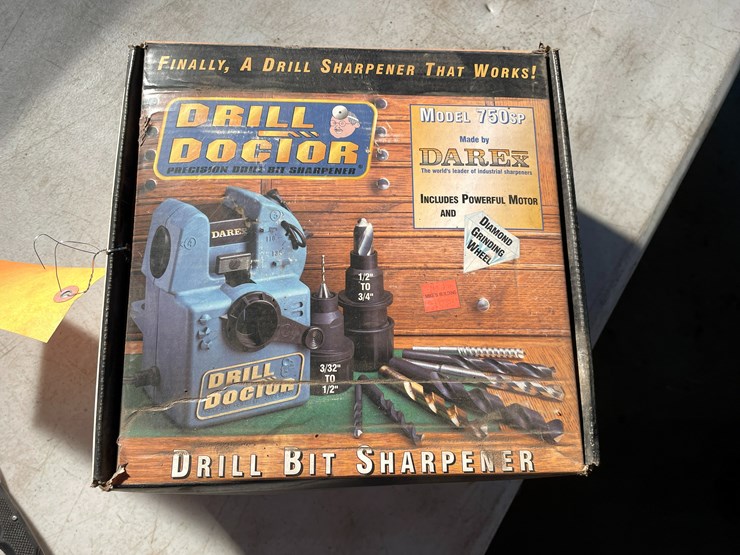 FINALLY, A DRILL SHARPENER THAT WORKS!
DRILL
DOCTOR
PRECISION DRILL BIT SHARPENER
MODEL 750SP
Made by
DAREX
The world's leader of industrial sharpeners
INCLUDES POWERFUL MOTOR
AND
DIAMOND
GRINDING
WHEEL
DAREX
1/2"
TO
3/4"
3/32"
TO
1/2"
DRILL
DOCTOR
DRILL BIT SHARPENER